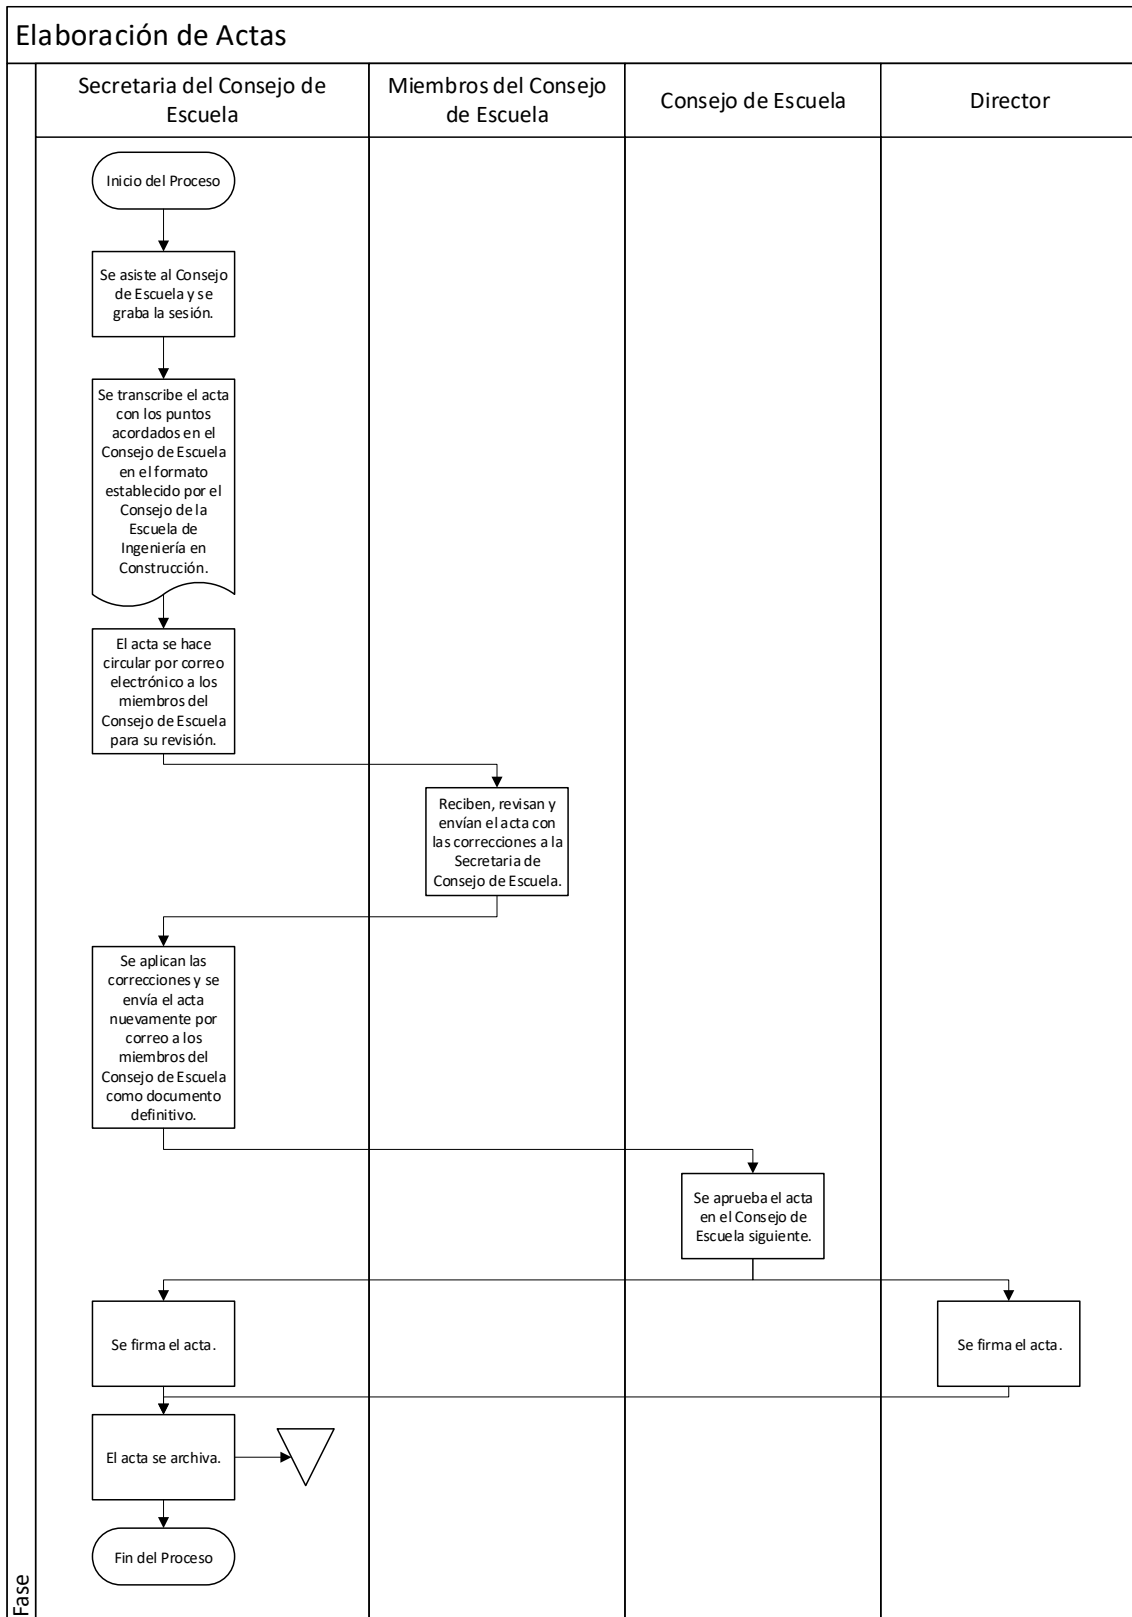 Elaboración de Actas
Secretaria del Consejo de
Escuela
Miembros del Consejo
de Escuela
Consejo de Escuela
Director
Inicio del Proceso
Se asiste al Consejo
de Escuela y se
graba la sesión.
Se transcribe el acta
con los puntos
acordados en el
Consejo de Escuela
en el formato
establecido por el
Consejo de la
Escuela de
Ingeniería en
Construcción.
El acta se hace
circular por correo
electrónico a los
miembros del
Consejo de Escuela
para su revisión.
Reciben, revisan y
envían el acta con
las correcciones a la
Secretaria de
Consejo de Escuela.
Se aplican las
correcciones y se
envía el acta
nuevamente por
correo a los
miembros del
Consejo de Escuela
como documento
definitivo.
Se aprueba el acta
en el Consejo de
Escuela siguiente.
Se firma el acta.
Se firma el acta.
El acta se archiva.
Fin del Proceso
Fase